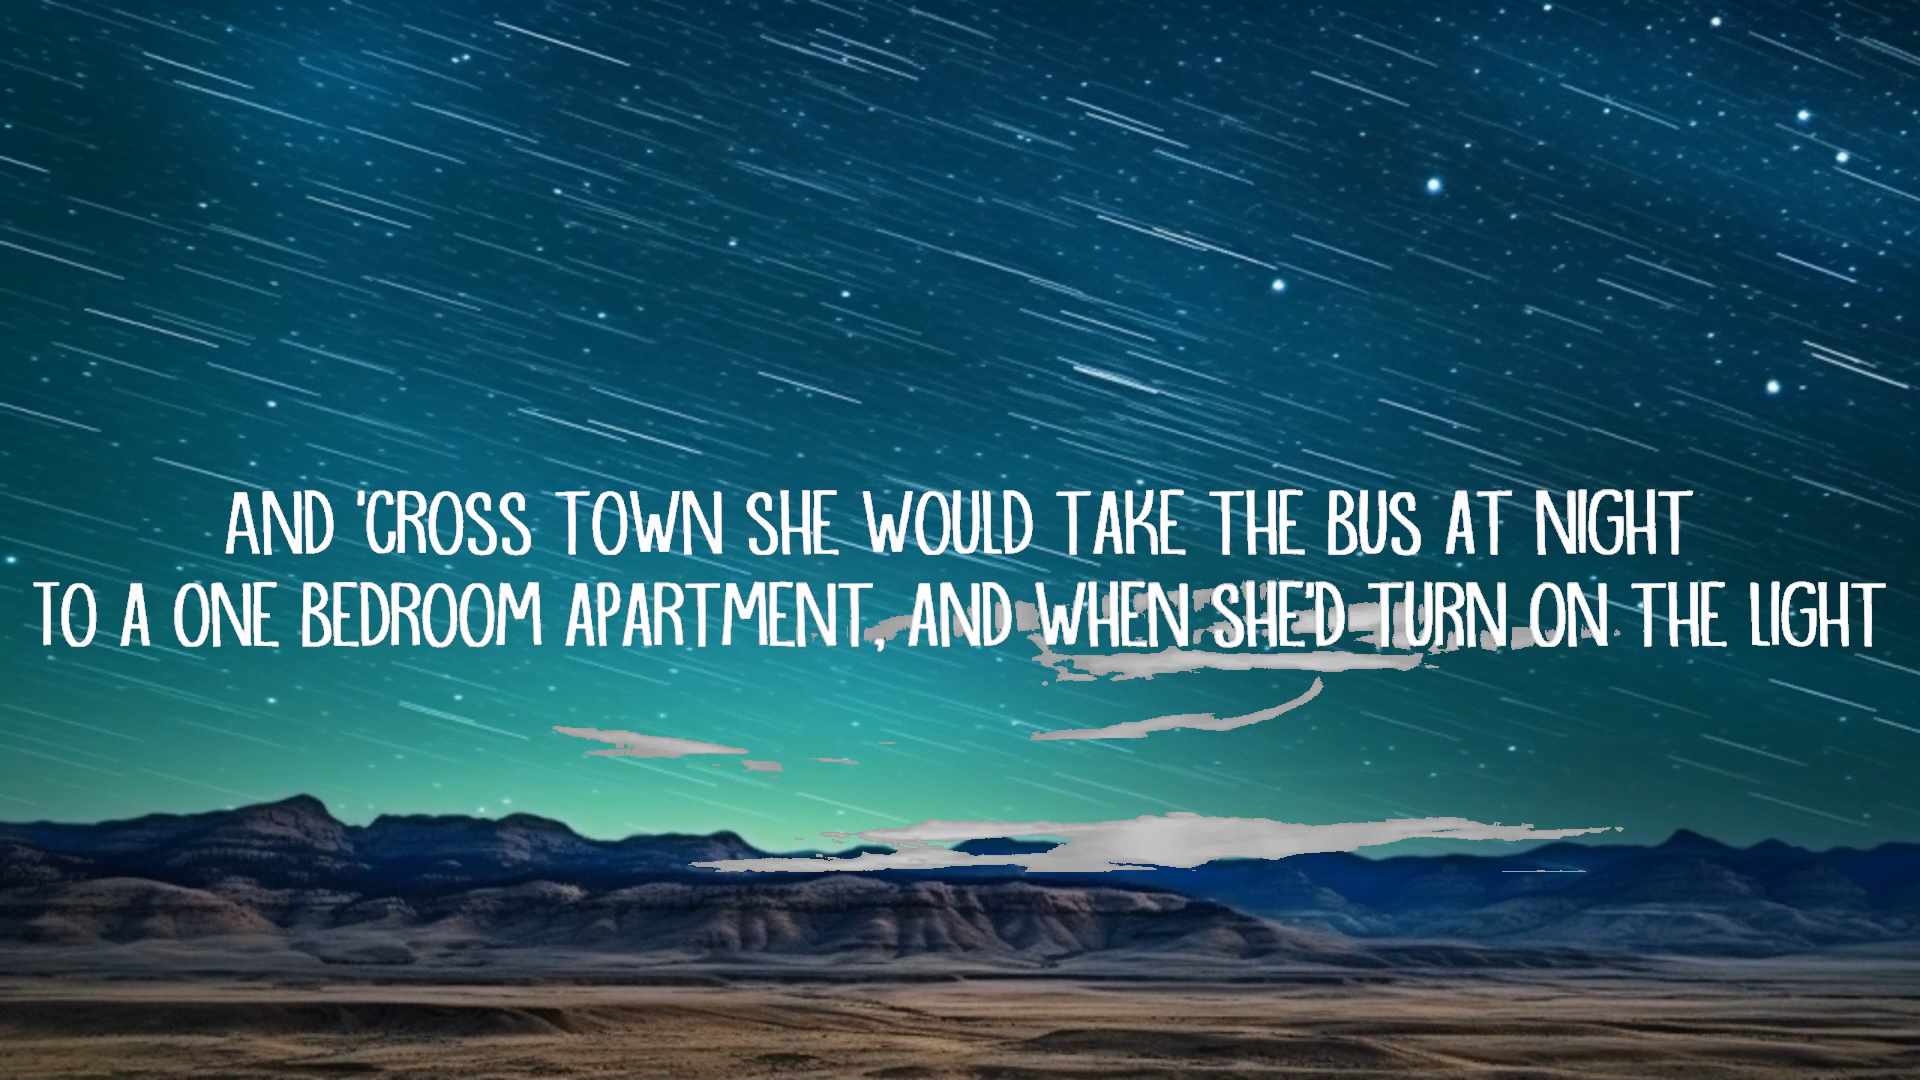 AND 'CROSS TOWN SHE WOULD TAKE THE BUS AT NIGHT
TO A ONE BEDROOM APARTMENT, AND WHEN SHE'D TURN ON THE LIGHT